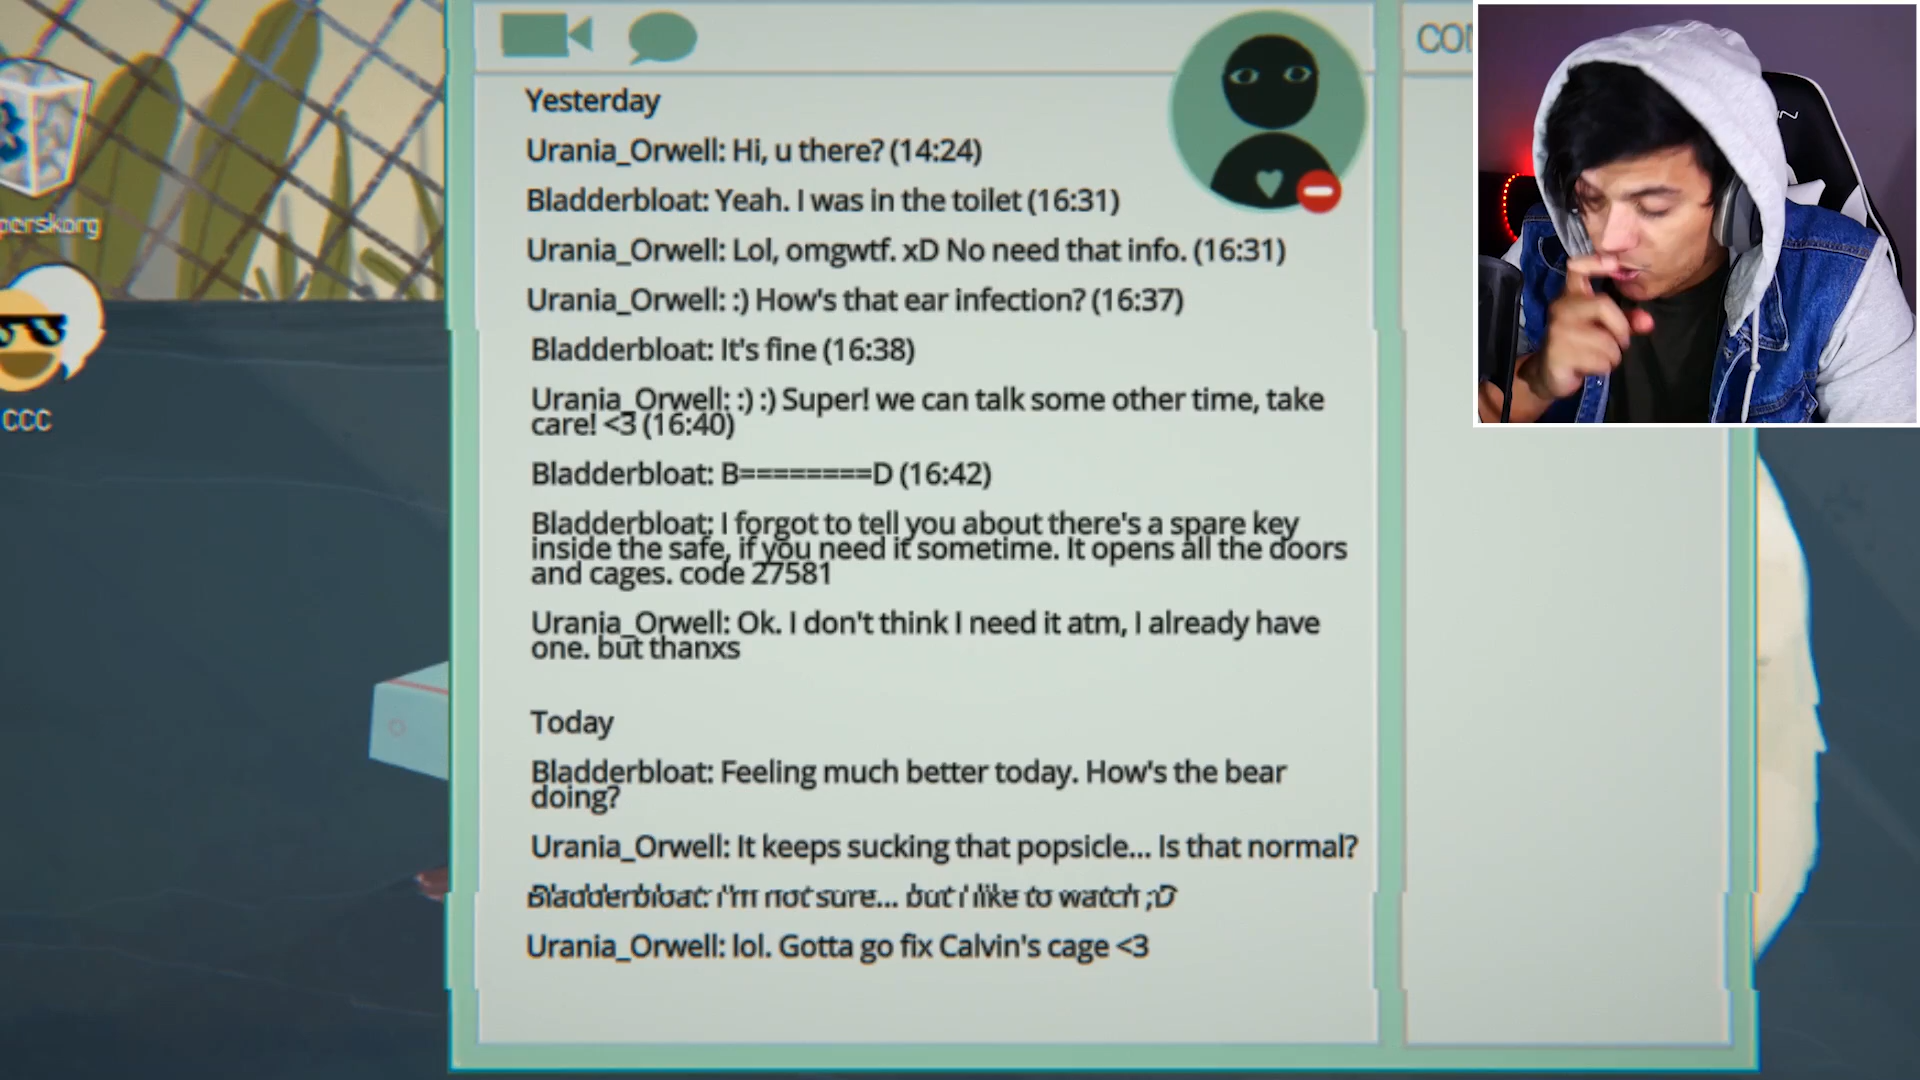 COM
Yesterday
Urania_Orwell: Hi, u there? (14:24)
Bladderbloat: Yeah. I was in the toilet (16:31)
Urania_Orwell: Lol, omgwtf. xD No need that info. (16:31)
Urania_Orwell: :) How's that ear infection? (16:37)
Bladderbloat: It's fine (16:38)
Urania_Orwell: :) :) Super! we can talk some other time, take
care! <3 (16:40)
Bladderbloat: B========D (16:42)
Bladderbloat: I forgot to tell you about there's a spare key
inside the safe, if you need it sometime. It opens all the doors
and cages. code 27581
Urania_Orwell: Ok. I don't think I need it atm, I already have
one. but thanxs
Today
Bladderbloat: Feeling much better today. How's the bear
doing?
Urania_Orwell: It keeps sucking that popsicle... Is that normal?
Bladderbloat: I'm not sure... but I like to watch ;D
Urania_Orwell: lol. Gotta go fix Calvin's cage <3
perskorg
CCC